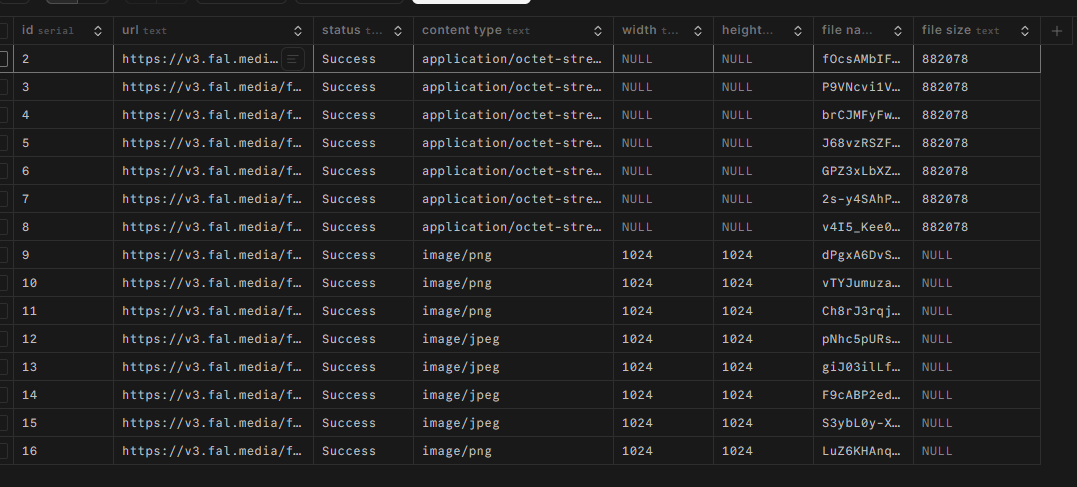 id serial url text status t... content type text width t... height... file na... file size text
2 https://v3.fal.medi... Success application/octet-stre... NULL NULL fOcsAMbIF... 882078
3 https://v3.fal.media/f... Success application/octet-stre... NULL NULL P9VNcvi1V... 882078
4 https://v3.fal.media/f... Success application/octet-stre... NULL NULL brCJMFyFw... 882078
5 https://v3.fal.media/f... Success application/octet-stre... NULL NULL J68vzRSZF... 882078
6 https://v3.fal.media/f... Success application/octet-stre... NULL NULL GPZ3xLbXZ... 882078
7 https://v3.fal.media/f... Success application/octet-stre... NULL NULL 2s-y4SAhP... 882078
8 https://v3.fal.media/f... Success application/octet-stre... NULL NULL v4I5_Kee0... 882078
9 https://v3.fal.media/f... Success image/png 1024 1024 dPgxA6DvS... NULL
10 https://v3.fal.media/f... Success image/png 1024 1024 vTYJumuza... NULL
11 https://v3.fal.media/f... Success image/png 1024 1024 Ch8rJ3rqj... NULL
12 https://v3.fal.media/f... Success image/jpeg 1024 1024 pNhc5pURs... NULL
13 https://v3.fal.media/f... Success image/jpeg 1024 1024 giJ03ilLf... NULL
14 https://v3.fal.media/f... Success image/jpeg 1024 1024 F9cABP2ed... NULL
15 https://v3.fal.media/f... Success image/jpeg 1024 1024 S3ybL0y-X... NULL
16 https://v3.fal.media/f... Success image/png 1024 1024 LuZ6KHAnq... NULL